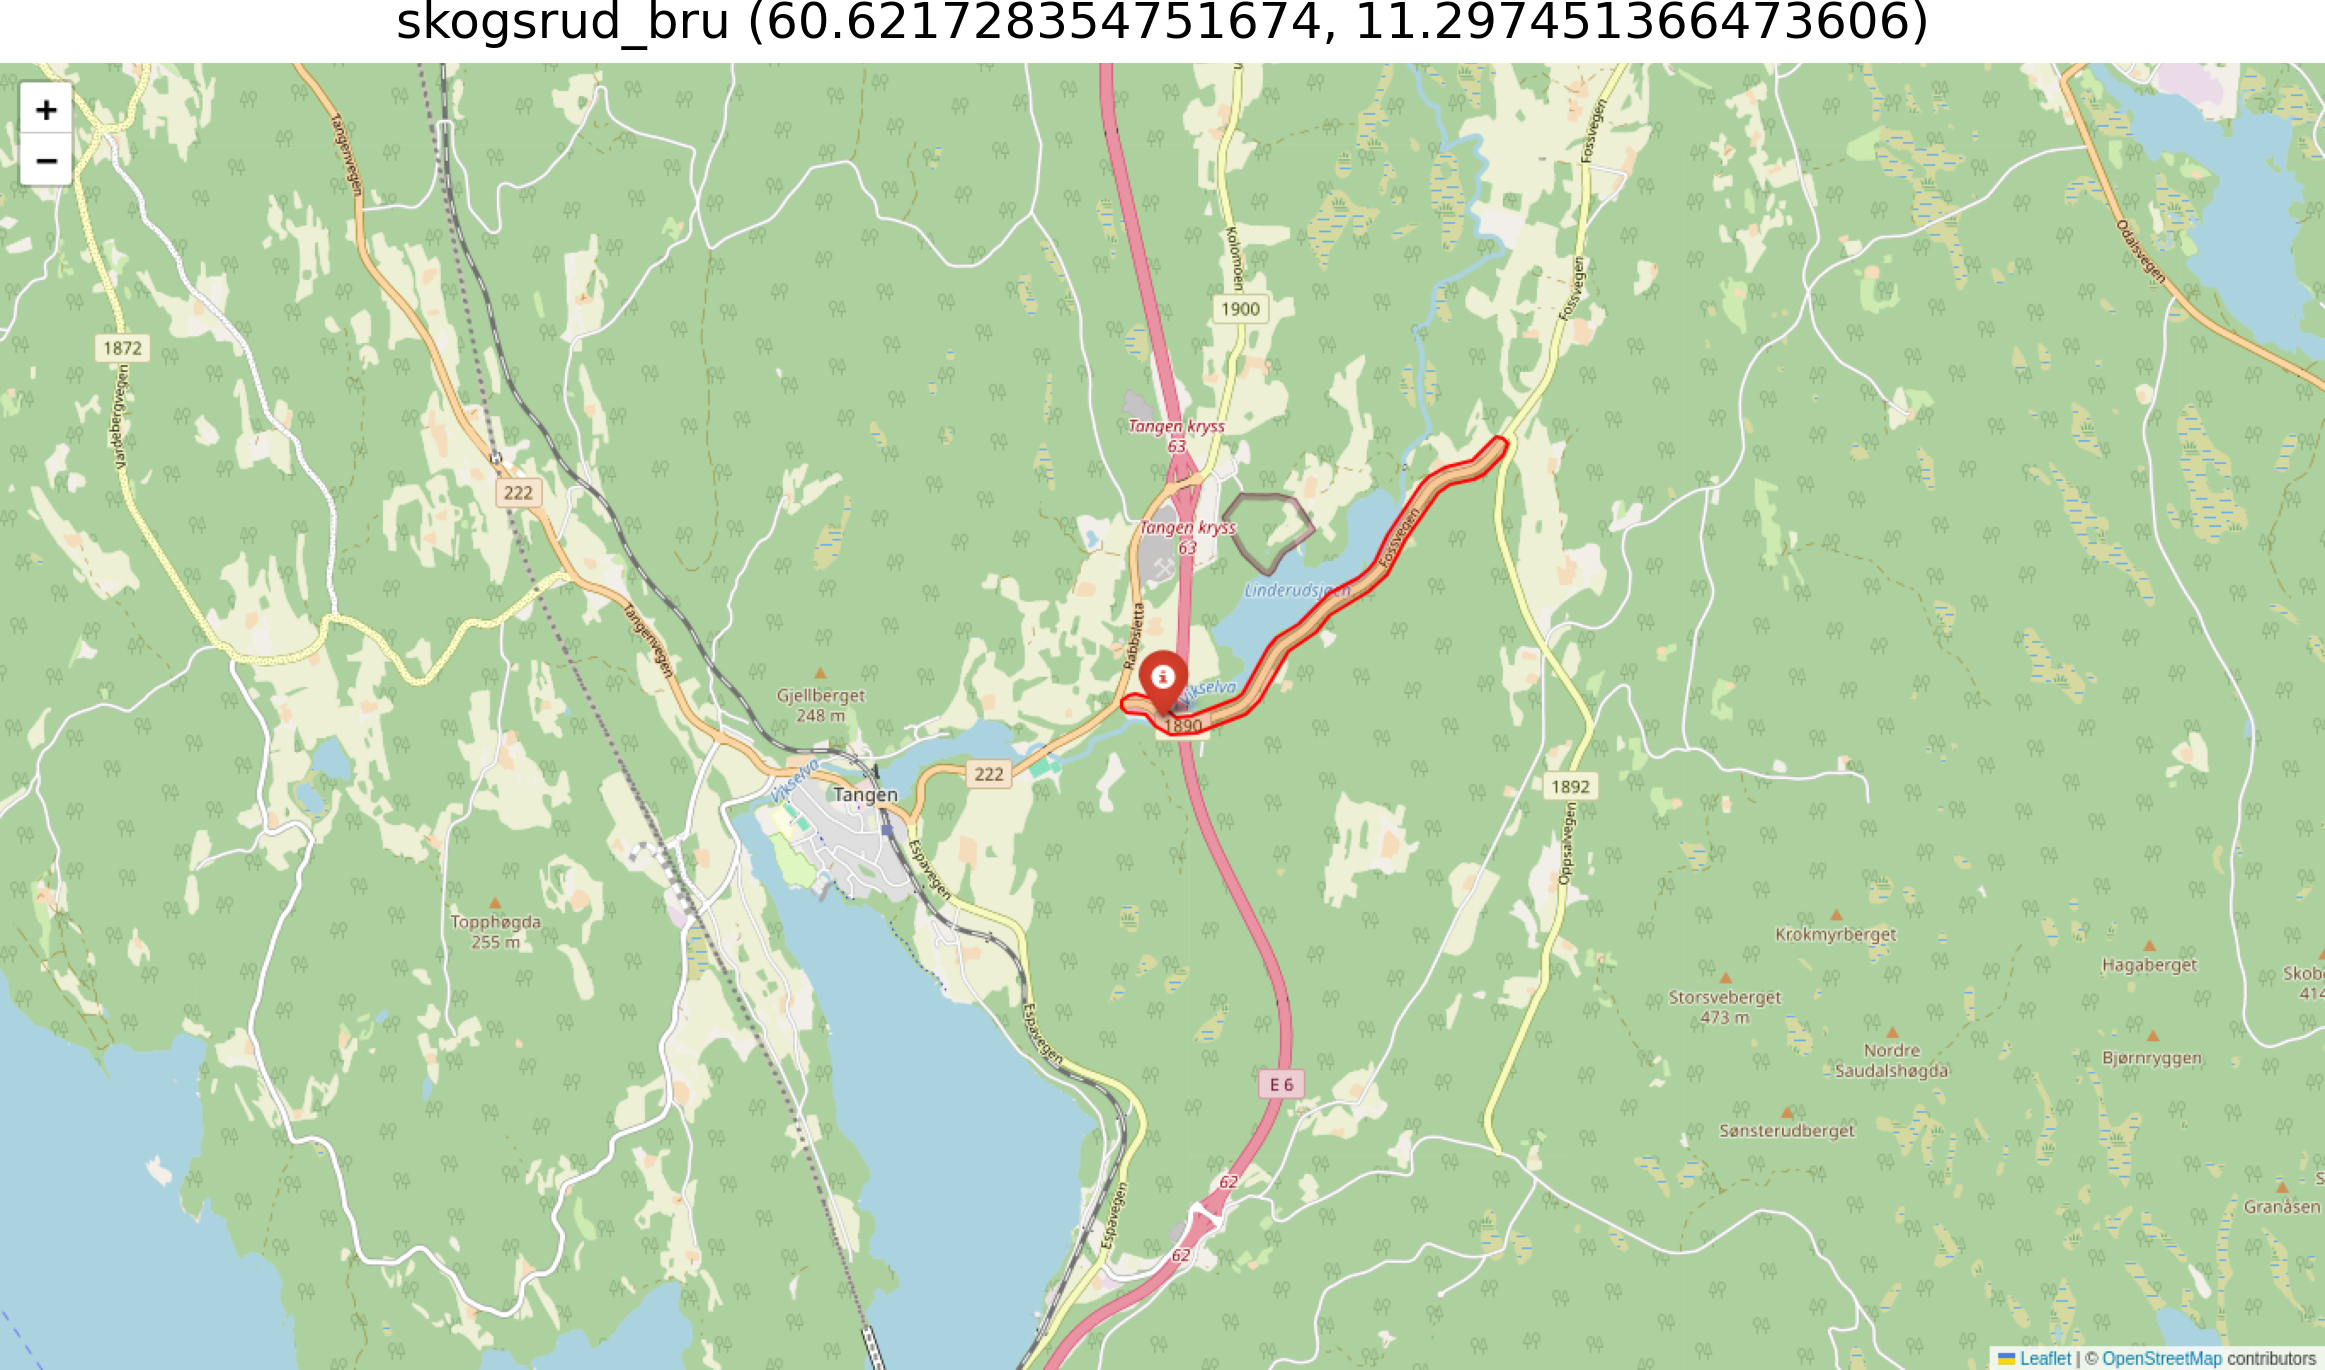 skogsrud_bru (60.621728354751674, 11.297451366473606)
+
−
Tangenvegen
Fossvegen
Kolomoen
Odalsvegen
Fossvegen
1900
1872
Vardebergvegen
Tangen kryss
63
222
Tangen kryss
63
Fossvegen
Linderudsjøen
Tangenvegen
Rabbsletta
Gjellberget
248 m
Vikselva
1890
222
Vikselva
Tangen
1892
Oppsalvegen
Espavegen
Topphøgda
255 m
Krokmyrberget
Hagaberget
Storsveberget
473 m
414
Espavegen
Nordre
Saudalshøgda
Bjørnryggen
E 6
Sønsterudberget
62
Granåsen
Espavegen
62
Leaflet | © OpenStreetMap contributors